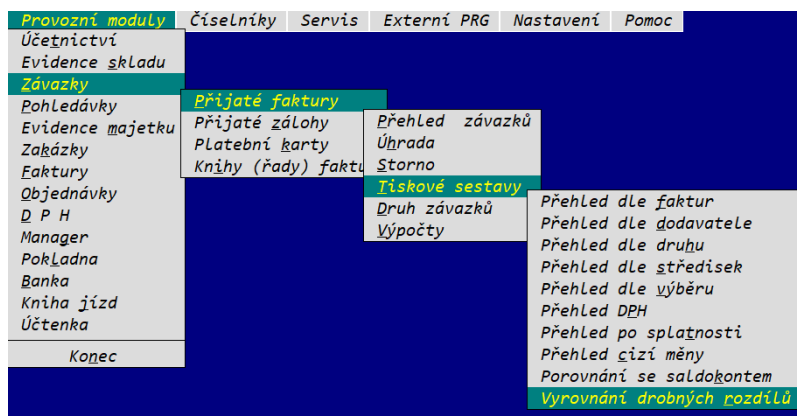 Provozní moduly Číselníky Servis Externí PRG Nastavení Pomoc
Účetnictví
Evidence skladu
Závazky
Pohledávky
Evidence majetku
Zakázky
Faktury
Objednávky
D P H
Manager
PokLadna
Banka
Kniha jízd
Účtenka
Konec
Přijaté faktury
Přijaté zálohy
Platební karty
Knihy (řady) faktu
Přehled závazků
Úhrada
Storno
Tiskové sestavy
Druh závazků
Výpočty
Přehled dle faktur
Přehled dle dodavatele
Přehled dle druhu
Přehled dle středisek
Přehled dle výběru
Přehled DPH
Přehled po splatnosti
Přehled cizí měny
Porovnání se saldokontem
Vyrovnání drobných rozdílů